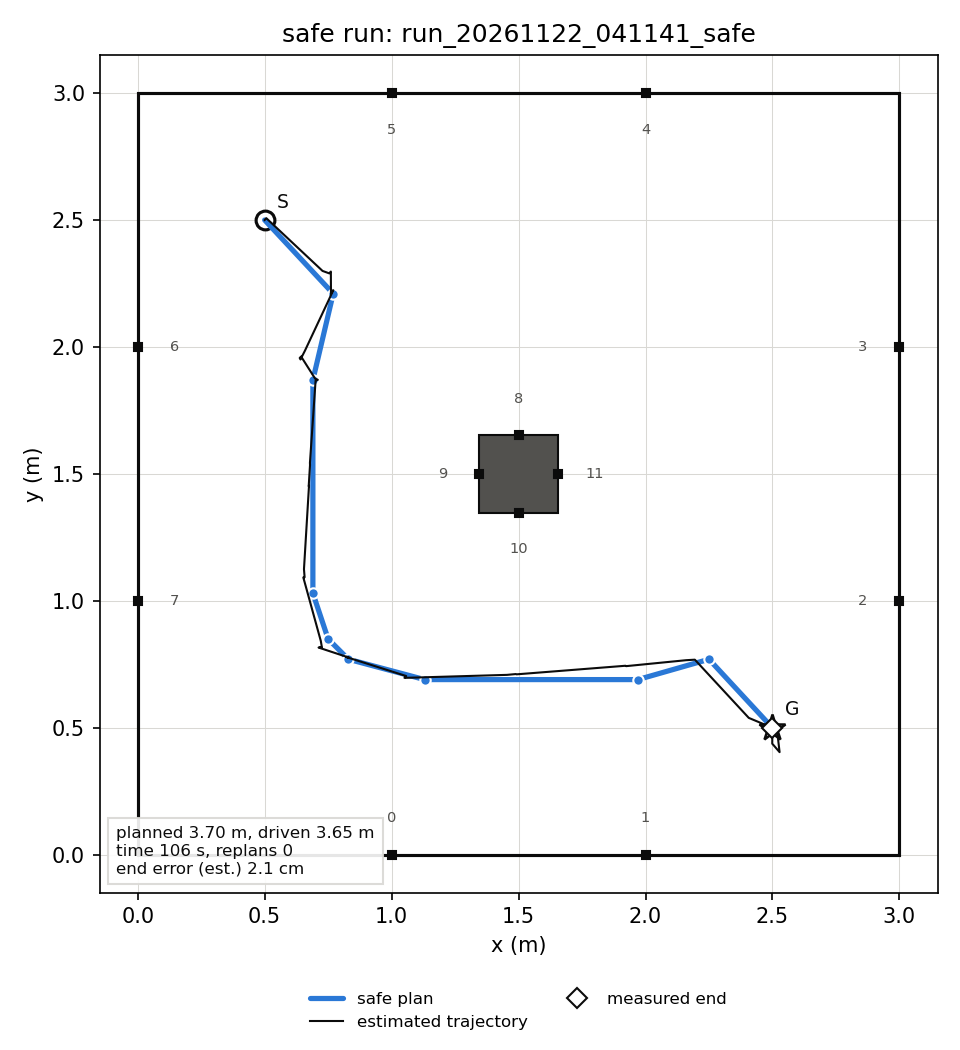 safe run: run_20261122_041141_safe
3.0
5
4
S
2.5
6
2.0
3
8
y (m)
9
1.5
11
10
7
1.0
2
G
0.5
0
1
planned 3.70 m, driven 3.65 m
time 106 s, replans 0
end error (est.) 2.1 cm
0.0
0.0
0.5
1.0
1.5
2.0
2.5
3.0
x (m)
safe plan
estimated trajectory
measured end